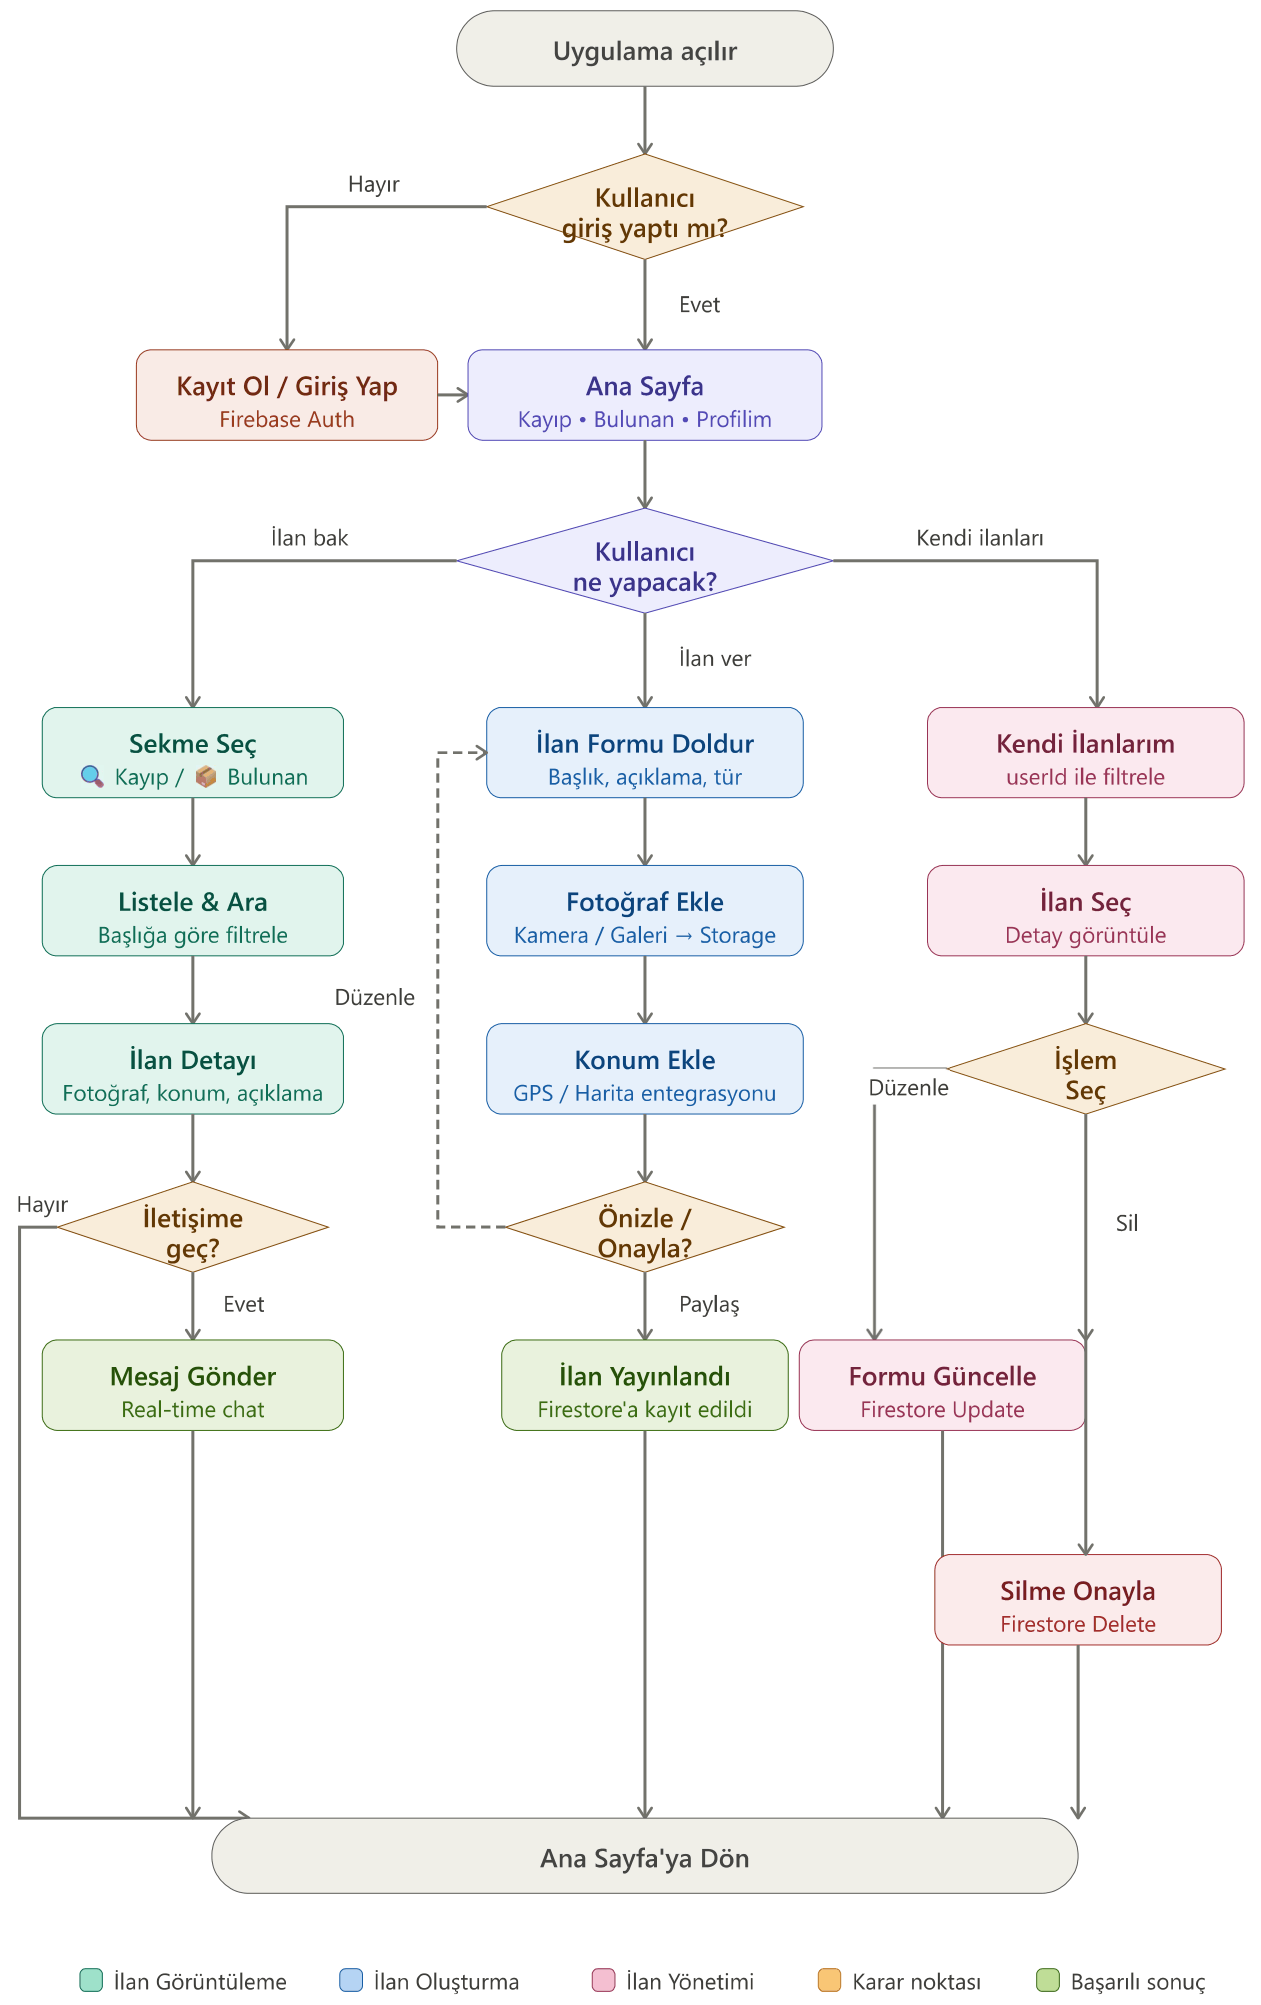 Uygulama açılır
Kullanıcı
giriş yaptı mı?
Hayır
Evet
Kayıt Ol / Giriş Yap
Firebase Auth
Ana Sayfa
Kayıp • Bulunan • Profilim
Kullanıcı
ne yapacak?
İlan bak
İlan ver
Kendi ilanları
Sekme Seç
🔍 Kayıp / 📦 Bulunan
İlan Formu Doldur
Başlık, açıklama, tür
Kendi İlanlarım
userId ile filtrele
Listele & Ara
Başlığa göre filtrele
Fotoğraf Ekle
Kamera / Galeri → Storage
İlan Seç
Detay görüntüle
Düzenle
İlan Detayı
Fotoğraf, konum, açıklama
Konum Ekle
GPS / Harita entegrasyonu
İşlem
Seç
Düzenle
Sil
Hayır
İletişime
geç?
Evet
Önizle /
Onayla?
Paylaş
Mesaj Gönder
Real-time chat
İlan Yayınlandı
Firestore'a kayıt edildi
Formu Güncelle
Firestore Update
Silme Onayla
Firestore Delete
Ana Sayfa'ya Dön
İlan Görüntüleme
İlan Oluşturma
İlan Yönetimi
Karar noktası
Başarılı sonuç